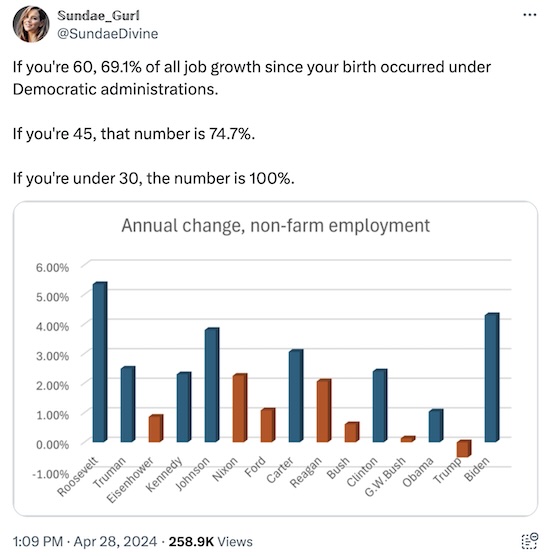 Sundae_Gurl
@SundaeDivine
If you're 60, 69.1% of all job growth since your birth occurred under
Democratic administrations.
If you're 45, that number is 74.7%.
If you're under 30, the number is 100%.
Annual change, non-farm employment
6.00%
5.00%
4.00%
3.00%
2.00%
1.00%
0.00%
-1.00%
Roosevelt
Truman
Eisenhower
Kennedy
Johnson
Nixon
Ford
Carter
Reagan
Bush
Clinton
G.W.Bush
Obama
Trump
Biden
1:09 PM · Apr 28, 2024 · 258.9K Views